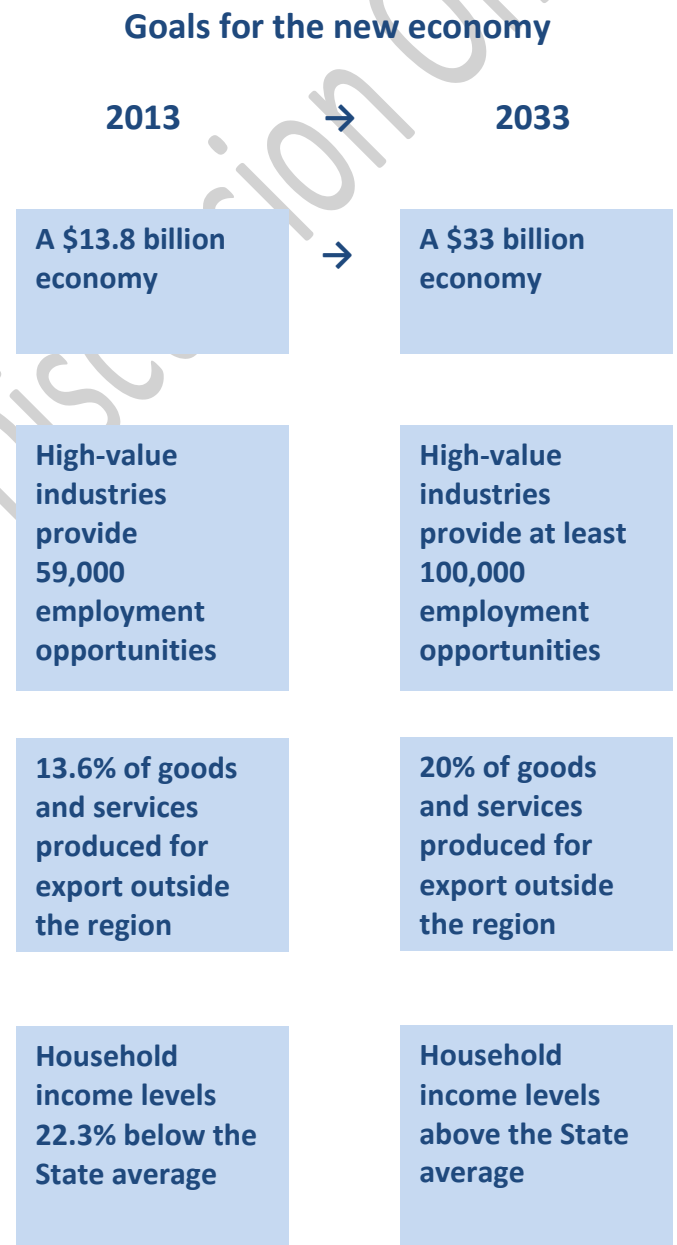 Goals for the new economy
2013 → 2033
A $13.8 billion
economy
→
A $33 billion
economy
High-value
industries
provide
59,000
employment
opportunities
High-value
industries
provide at least
100,000
employment
opportunities
13.6% of goods
and services
produced for
export outside
the region
20% of goods
and services
produced for
export outside
the region
Household
income levels
22.3% below the
State average
Household
income levels
above the State
average